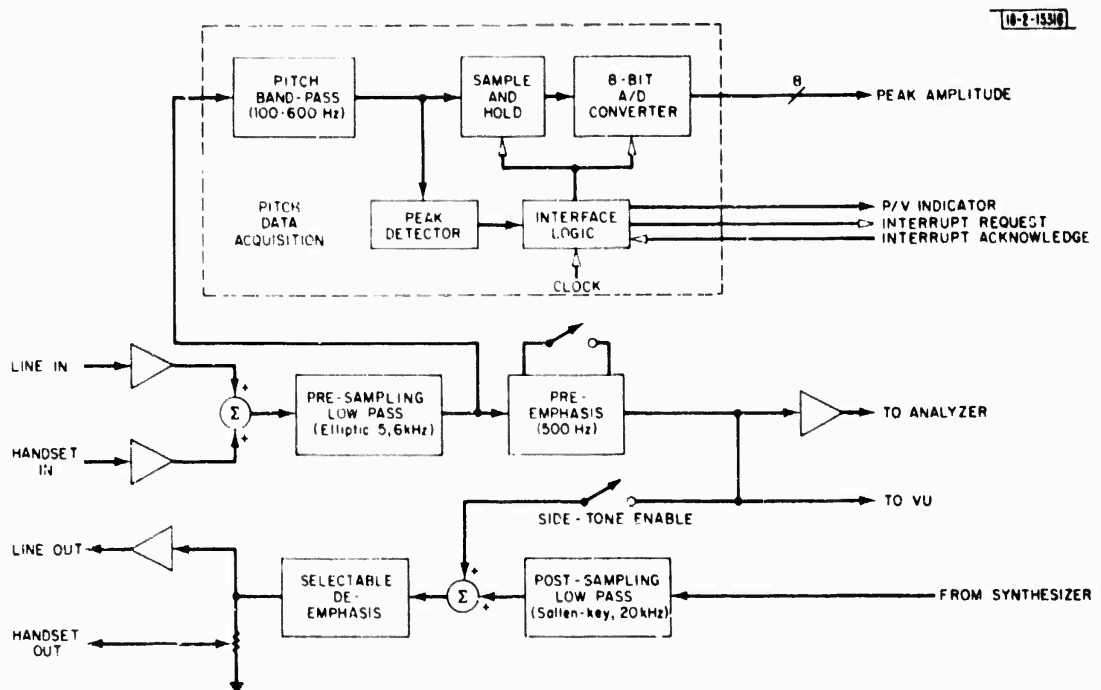 18-2-15316
PITCH
BAND-PASS
(100-600 Hz)
SAMPLE
AND
HOLD
8-BIT
A/D
CONVERTER
8
PEAK AMPLITUDE
PITCH
DATA
ACQUISITION
PEAK
DETECTOR
INTERFACE
LOGIC
P/V INDICATOR
INTERRUPT REQUEST
INTERRUPT ACKNOWLEDGE
CLOCK
LINE IN
HANDSET
IN
+
Σ
+
PRE-SAMPLING
LOW PASS
(Elliptic 5,6kHz)
PRE-
EMPHASIS
(500 Hz)
TO ANALYZER
SIDE-TONE ENABLE
TO VU
LINE OUT
HANDSET
OUT
SELECTABLE
DE-
EMPHASIS
+
Σ
+
POST-SAMPLING
LOW PASS
(Sallen-key, 20kHz)
FROM SYNTHESIZER